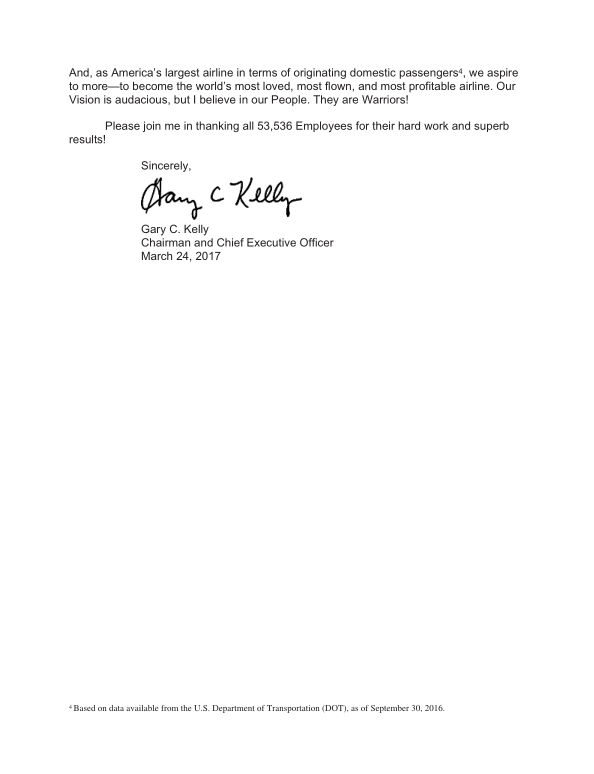 And, as America’s largest airline in terms of originating domestic passengers⁴, we aspire
to more—to become the world’s most loved, most flown, and most profitable airline. Our
Vision is audacious, but I believe in our People. They are Warriors!
Please join me in thanking all 53,536 Employees for their hard work and superb
results!
Sincerely,
Gary C Kelly
Gary C. Kelly
Chairman and Chief Executive Officer
March 24, 2017
⁴ Based on data available from the U.S. Department of Transportation (DOT), as of September 30, 2016.